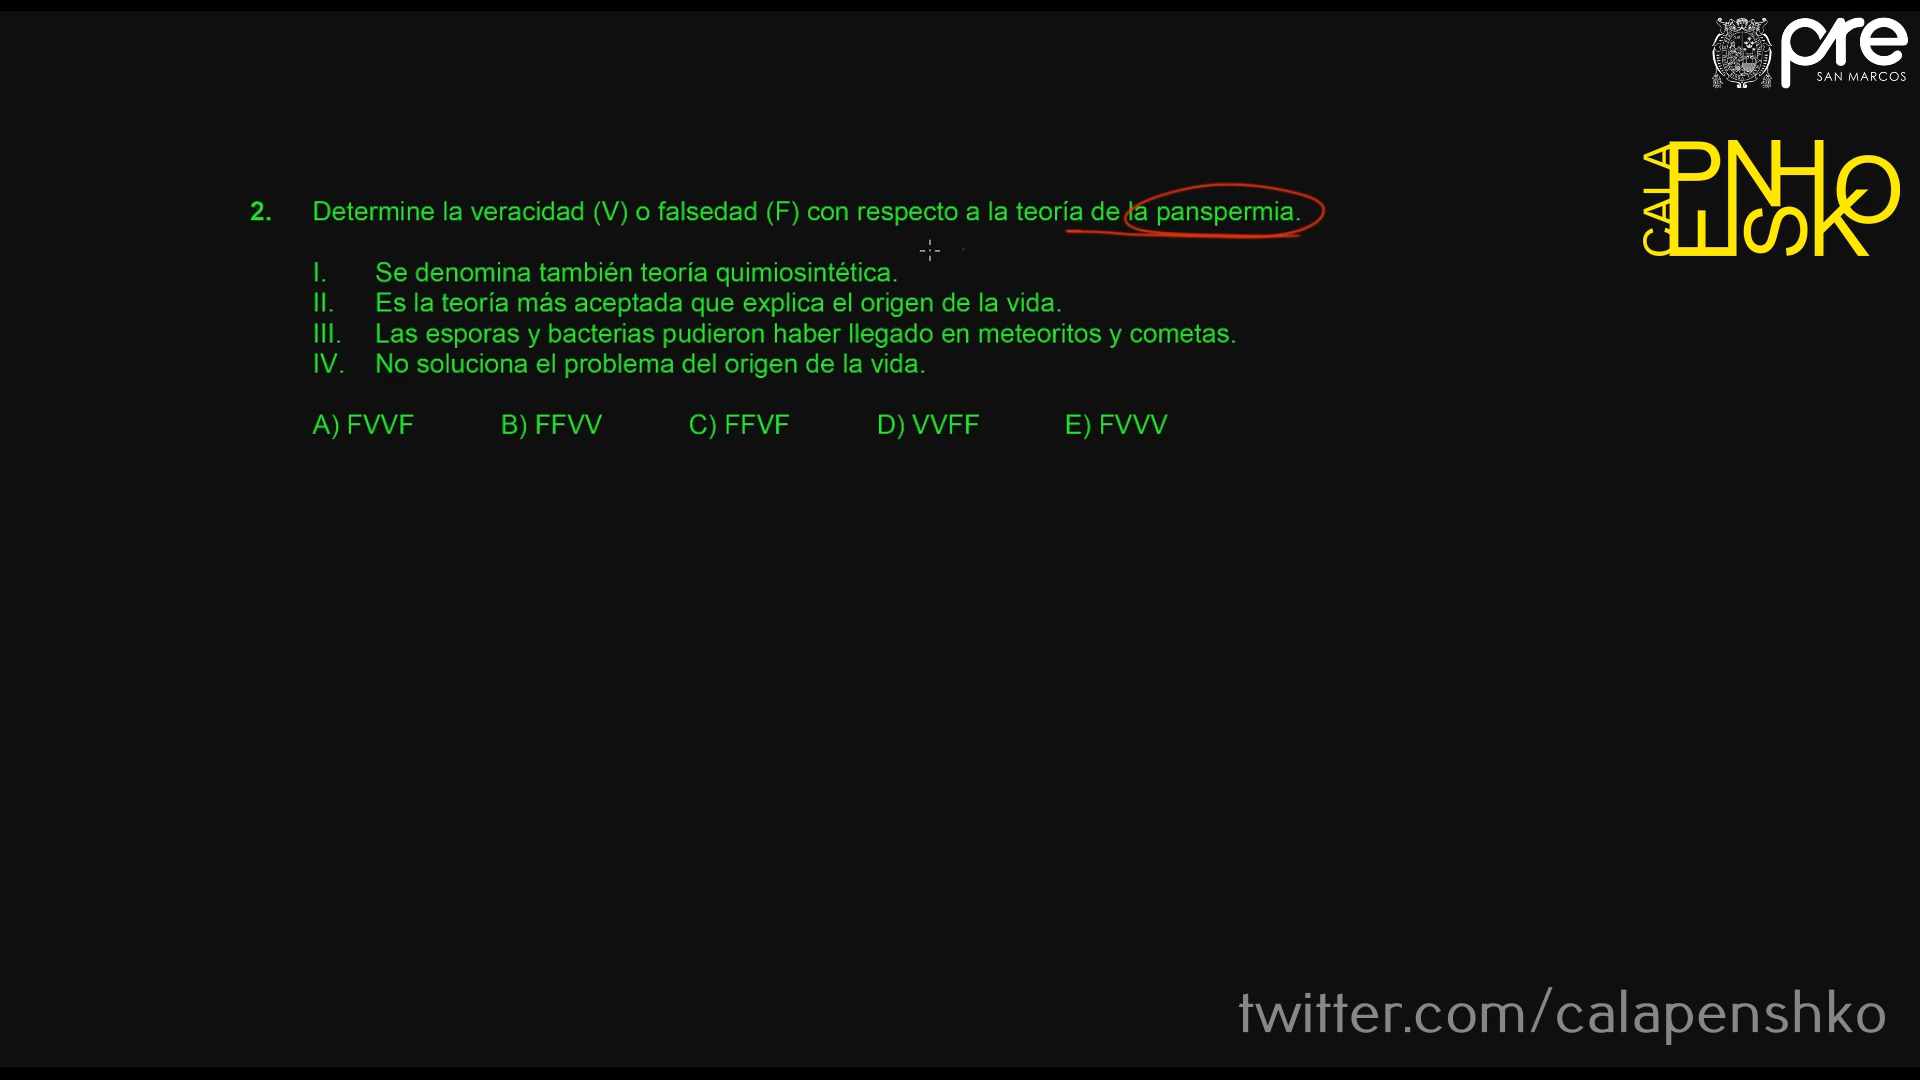 pre
SAN MARCOS
CALA
PENSHKO
2. Determine la veracidad (V) o falsedad (F) con respecto a la teoría de la panspermia.
I. Se denomina también teoría quimiosintética.
II. Es la teoría más aceptada que explica el origen de la vida.
III. Las esporas y bacterias pudieron haber llegado en meteoritos y cometas.
IV. No soluciona el problema del origen de la vida.
A) FVVF B) FFVV C) FFVF D) VVFF E) FVVV
twitter.com/calapenshko